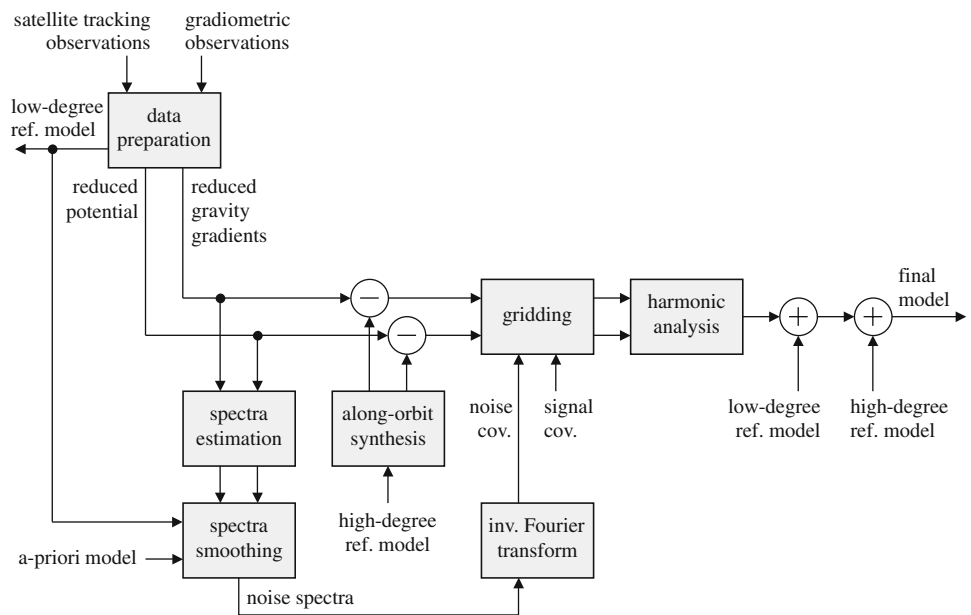 satellite tracking
observations
gradiometric
observations
low-degree
ref. model
data
preparation
reduced
potential
reduced
gravity
gradients
gridding
harmonic
analysis
final
model
spectra
estimation
along-orbit
synthesis
noise
cov.
signal
cov.
low-degree
ref. model
high-degree
ref. model
spectra
smoothing
high-degree
ref. model
inv. Fourier
transform
a-priori model
noise spectra